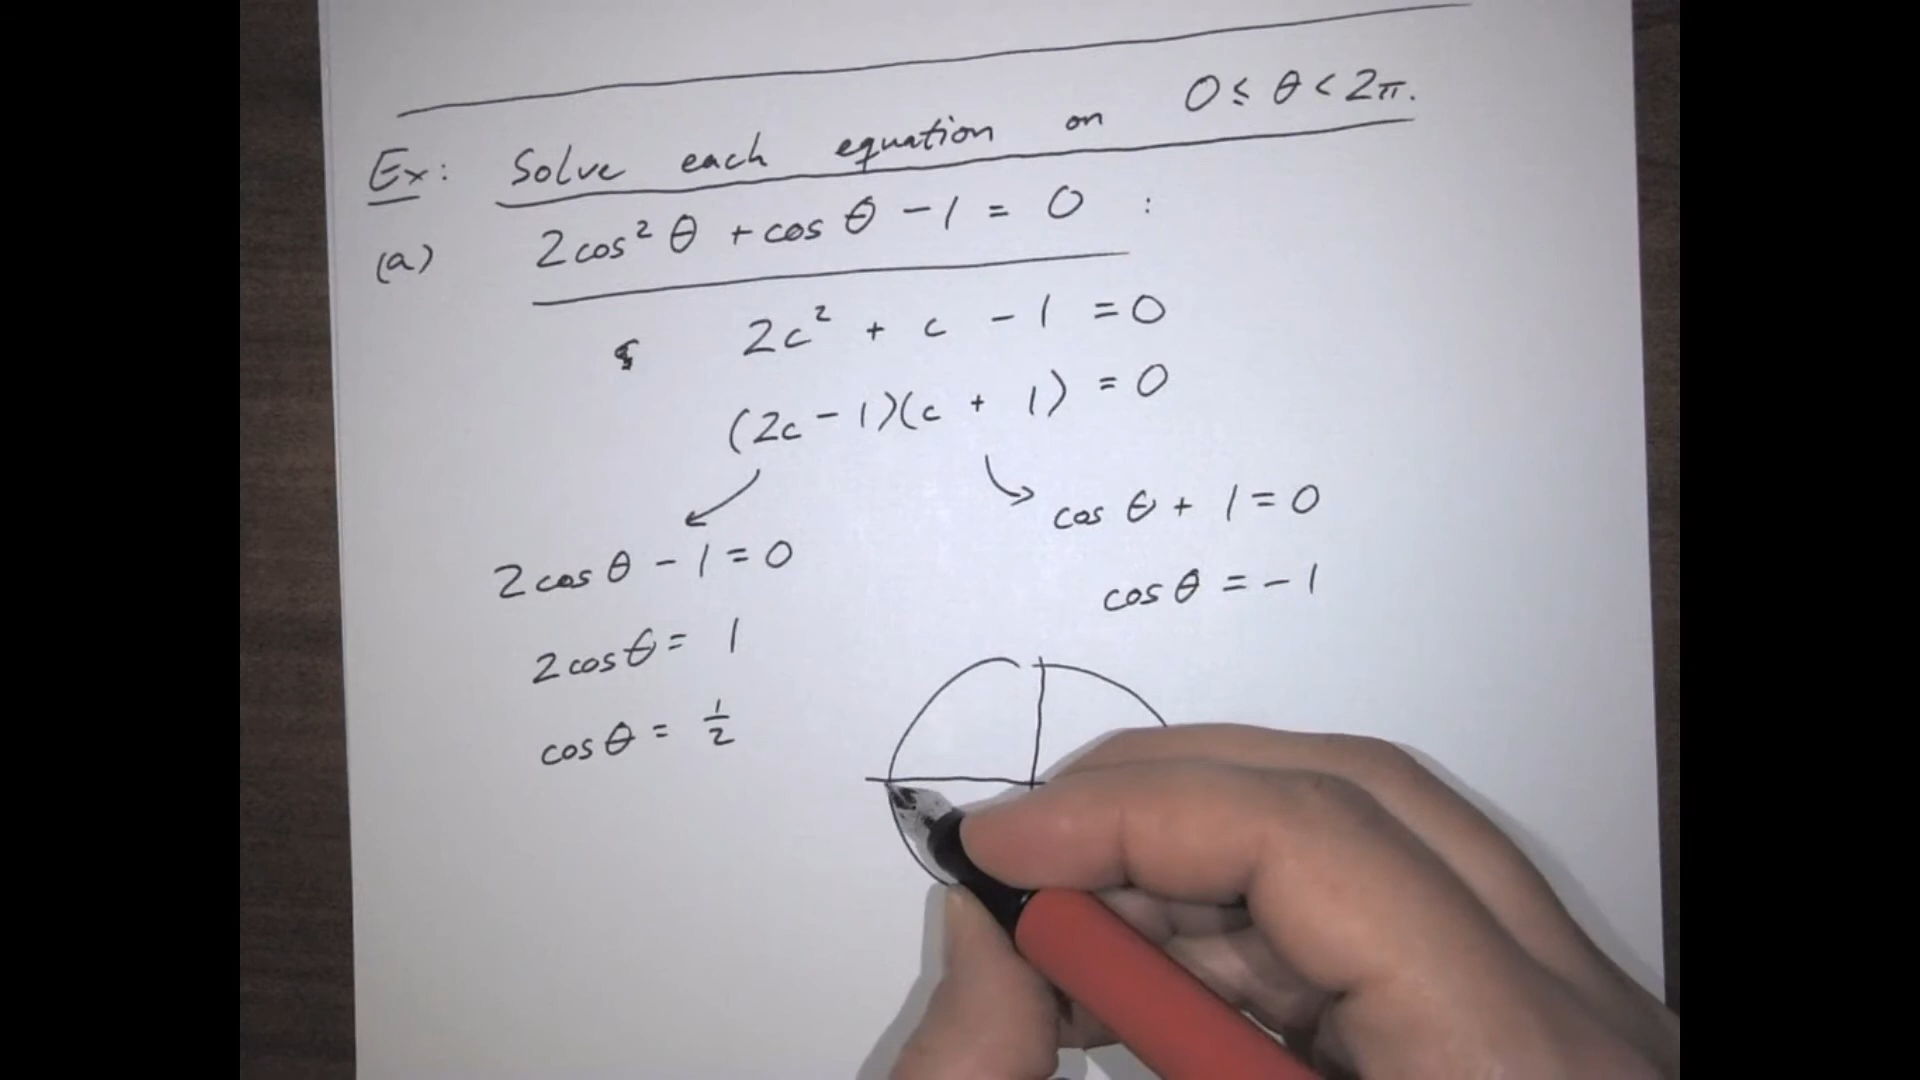 Ex: Solve each equation on 0 ≤ θ < 2π.
(a) 2cos² θ + cos θ - 1 = 0 :
2c² + c - 1 = 0
(2c - 1)(c + 1) = 0
cos θ + 1 = 0
2cos θ - 1 = 0
cos θ = -1
2cos θ = 1
cos θ = 1/2